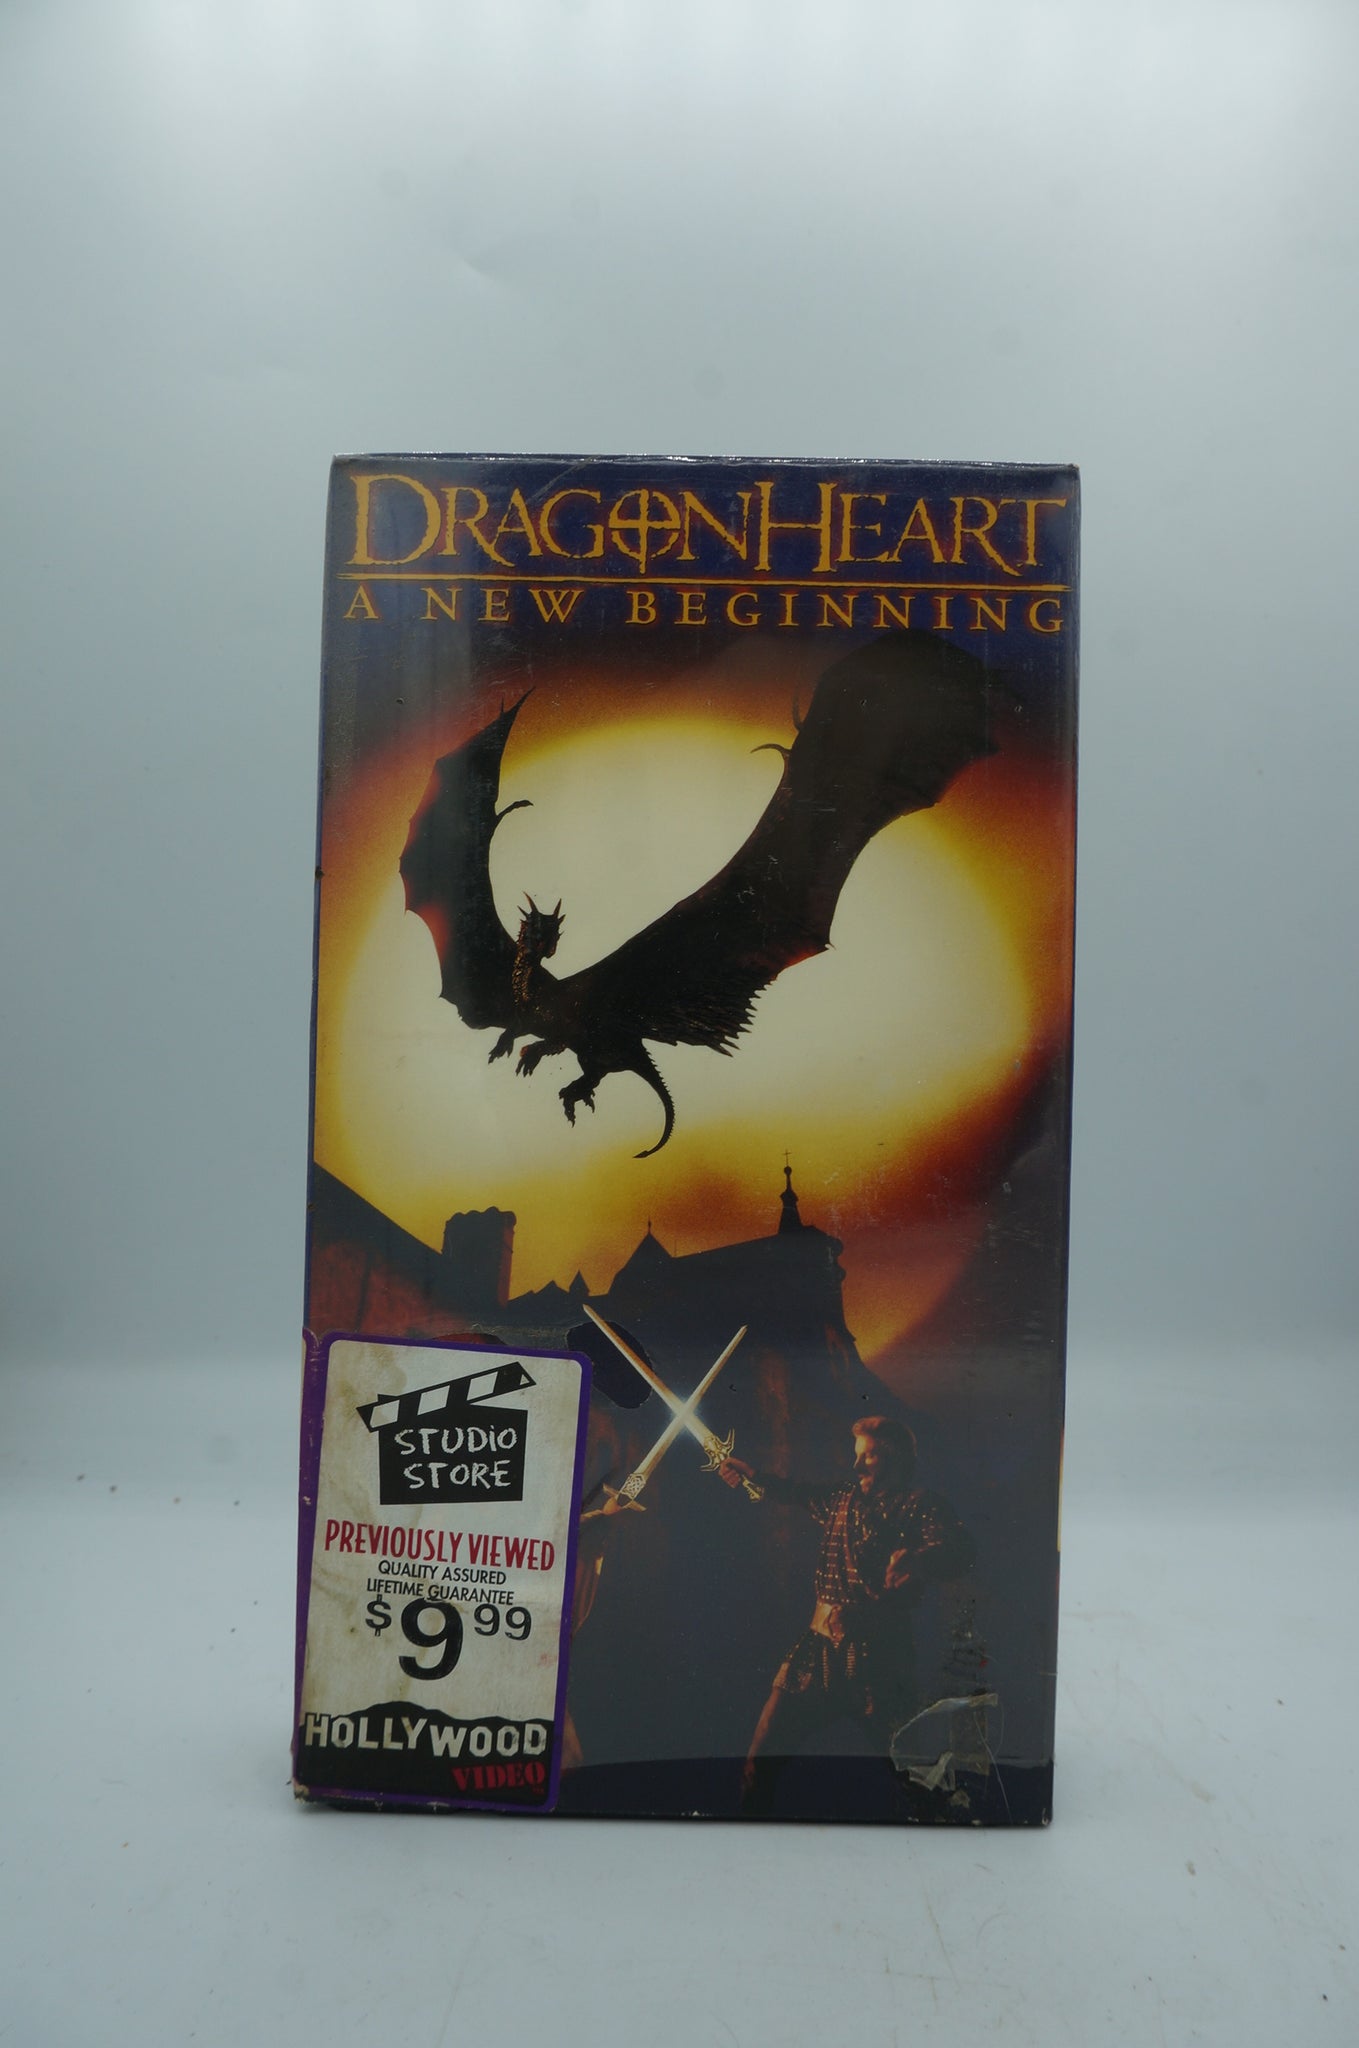 DRAGONHEART
A NEW BEGINNING
STUDIO
STORE
PREVIOUSLY VIEWED
QUALITY ASSURED
LIFETIME GUARANTEE
$9.99
HOLLYWOOD
VIDEO